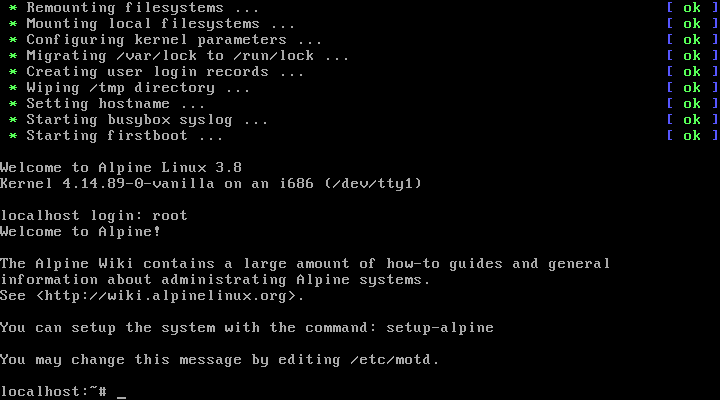 * Remounting filesystems ... [ ok ]
* Mounting local filesystems ... [ ok ]
* Configuring kernel parameters ... [ ok ]
* Migrating /var/lock to /run/lock ... [ ok ]
* Creating user login records ... [ ok ]
* Wiping /tmp directory ... [ ok ]
* Setting hostname ... [ ok ]
* Starting busybox syslog ... [ ok ]
* Starting firstboot ... [ ok ]
Welcome to Alpine Linux 3.8
Kernel 4.14.89-0-vanilla on an i686 (/dev/tty1)
localhost login: root
Welcome to Alpine!
The Alpine Wiki contains a large amount of how-to guides and general
information about administrating Alpine systems.
See <http://wiki.alpinelinux.org>.
You can setup the system with the command: setup-alpine
You may change this message by editing /etc/motd.
localhost:~# _